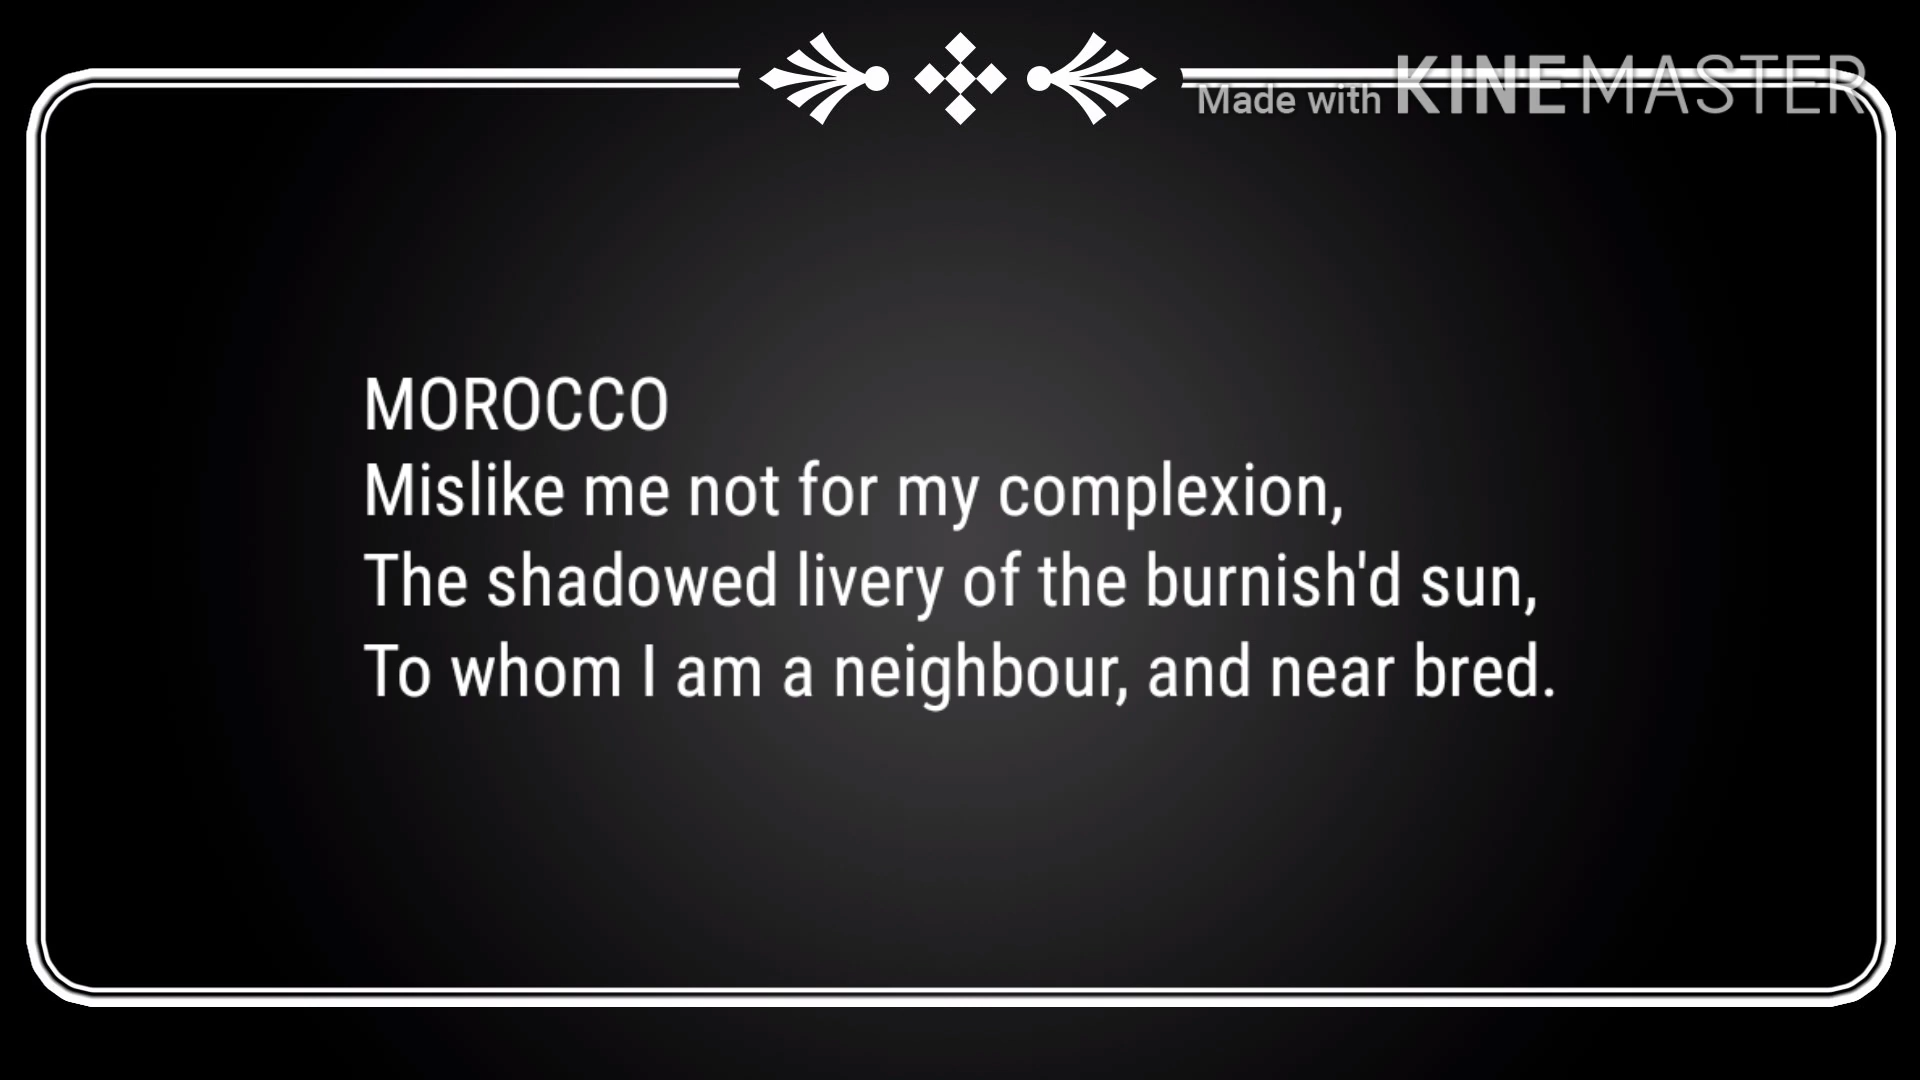 Made with KINEMASTER
MOROCCO
Mislike me not for my complexion,
The shadowed livery of the burnish'd sun,
To whom I am a neighbour, and near bred.